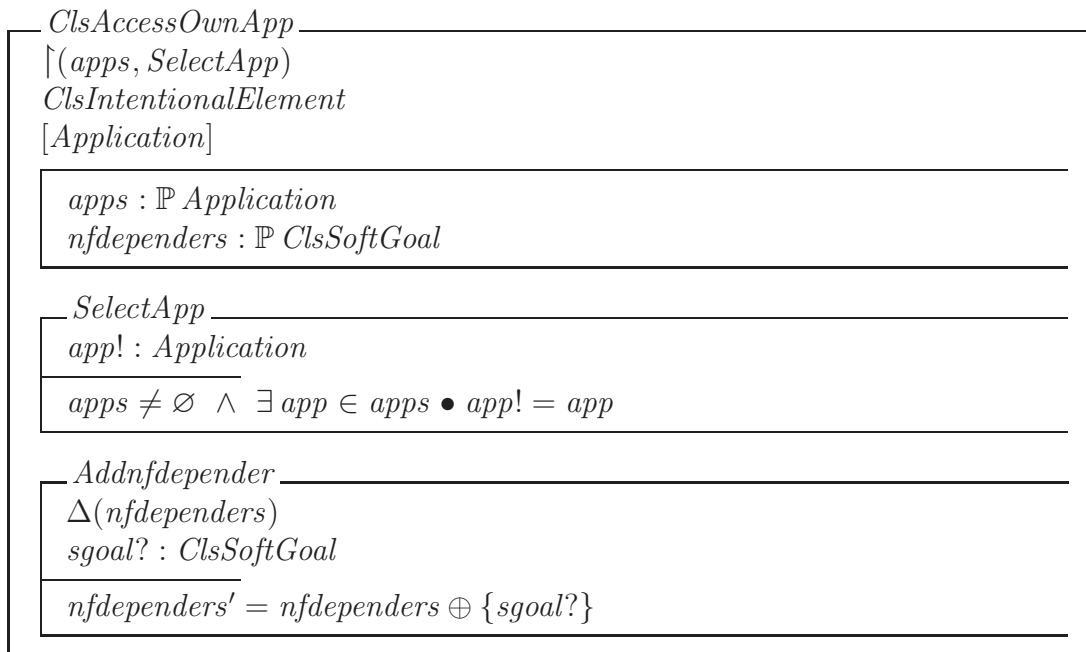 ClsAccessOwnApp
↾(apps, SelectApp)
ClsIntentionalElement
[Application]
apps : ℙ Application
nfdependers : ℙ ClsSoftGoal
SelectApp
app! : Application
apps ≠ ∅ ∧ ∃ app ∈ apps • app! = app
Addnfdepender
Δ(nfdependers)
sgoal? : ClsSoftGoal
nfdependers′ = nfdependers ⊕ {sgoal?}